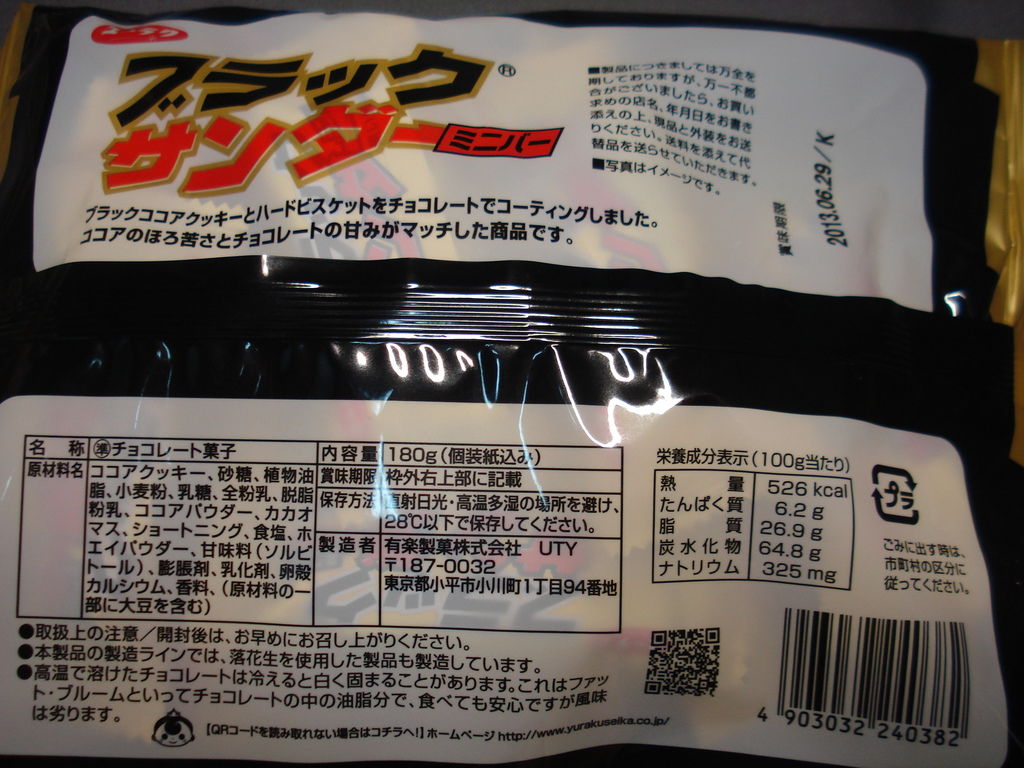 ユーラク
ブラック®
サンダー ミニバー
ブラックココアクッキーとハードビスケットをチョコレートでコーティングしました。
ココアのほろ苦さとチョコレートの甘みがマッチした商品です。
■製品につきましては万全を
期しておりますが、万一不都
合がございましたら、お買い
求めの店名、年月日をお書き
添えの上、現品と外装をお送
りください。送料を添えて代
替品を送らせていただきます。
■写真はイメージです。
賞味期限
2013.06.29/K
名称 準チョコレート菓子
原材料名 ココアクッキー、砂糖、植物油
脂、小麦粉、乳糖、全粉乳、脱脂
粉乳、ココアパウダー、カカオ
マス、ショートニング、食塩、ホ
エイパウダー、甘味料(ソルビ
トール)、膨脹剤、乳化剤、卵殻
カルシウム、香料、(原材料の一
部に大豆を含む)
内容量 180g(個装紙込み)
賞味期限 枠外右上部に記載
保存方法 直射日光・高温多湿の場所を避け、
28℃以下で保存してください。
製造者 有楽製菓株式会社 UTY
〒187-0032
東京都小平市小川町1丁目94番地
栄養成分表示(100g当たり)
熱量 526 kcal
たんぱく質 6.2 g
脂質 26.9 g
炭水化物 64.8 g
ナトリウム 325 mg
プラ
ごみに出す時は、
市町村の区分に
従ってください。
●取扱上の注意/開封後は、お早めにお召し上がりください。
●本製品の製造ラインでは、落花生を使用した製品も製造しています。
●高温で溶けたチョコレートは冷えると白く固まることがあります。これはファッ
ト・ブルームといってチョコレートの中の油脂分で、食べても安心ですが風味
は劣ります。
【QRコードを読み取れない場合はコチラへ!】ホームページ http://www.yurakuseika.co.jp/
4 903032 240382